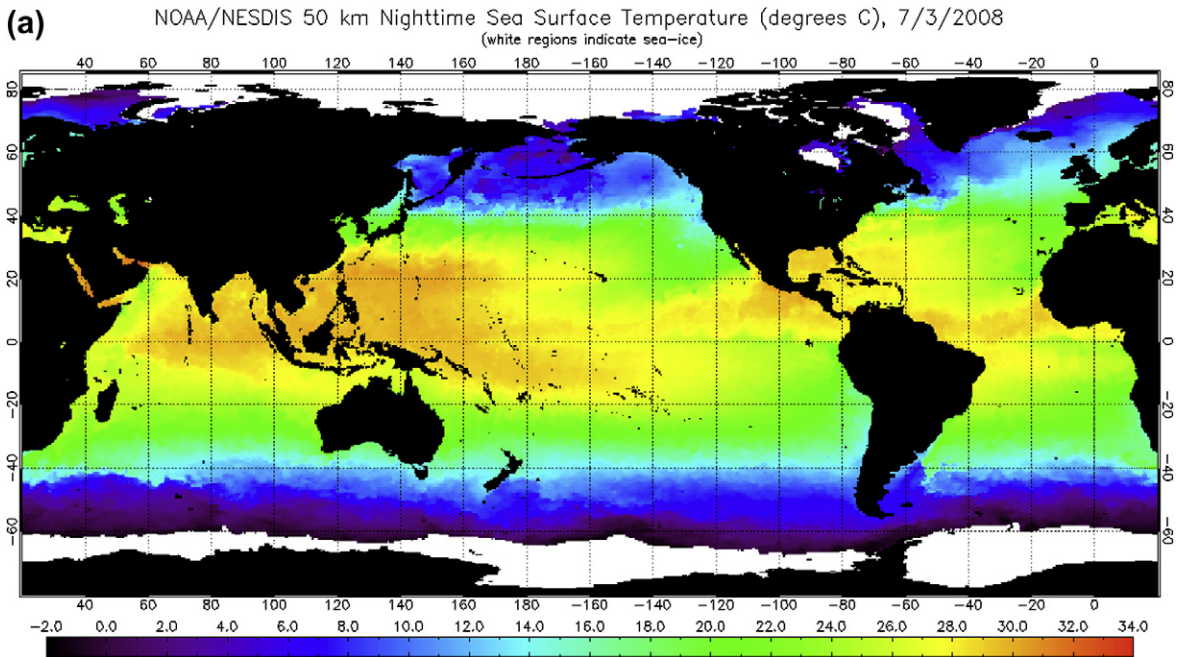 (a)
NOAA/NESDIS 50 km Nighttime Sea Surface Temperature (degrees C), 7/3/2008
(white regions indicate sea-ice)
40 60 80 100 120 140 160 180 -160 -140 -120 -100 -80 -60 -40 -20 0
80 80
60 60
40 40
20 20
0 0
-20 -20
-40 -40
-60 -60
40 60 80 100 120 140 160 180 -160 -140 -120 -100 -80 -60 -40 -20 0
-2.0 0.0 2.0 4.0 6.0 8.0 10.0 12.0 14.0 16.0 18.0 20.0 22.0 24.0 26.0 28.0 30.0 32.0 34.0